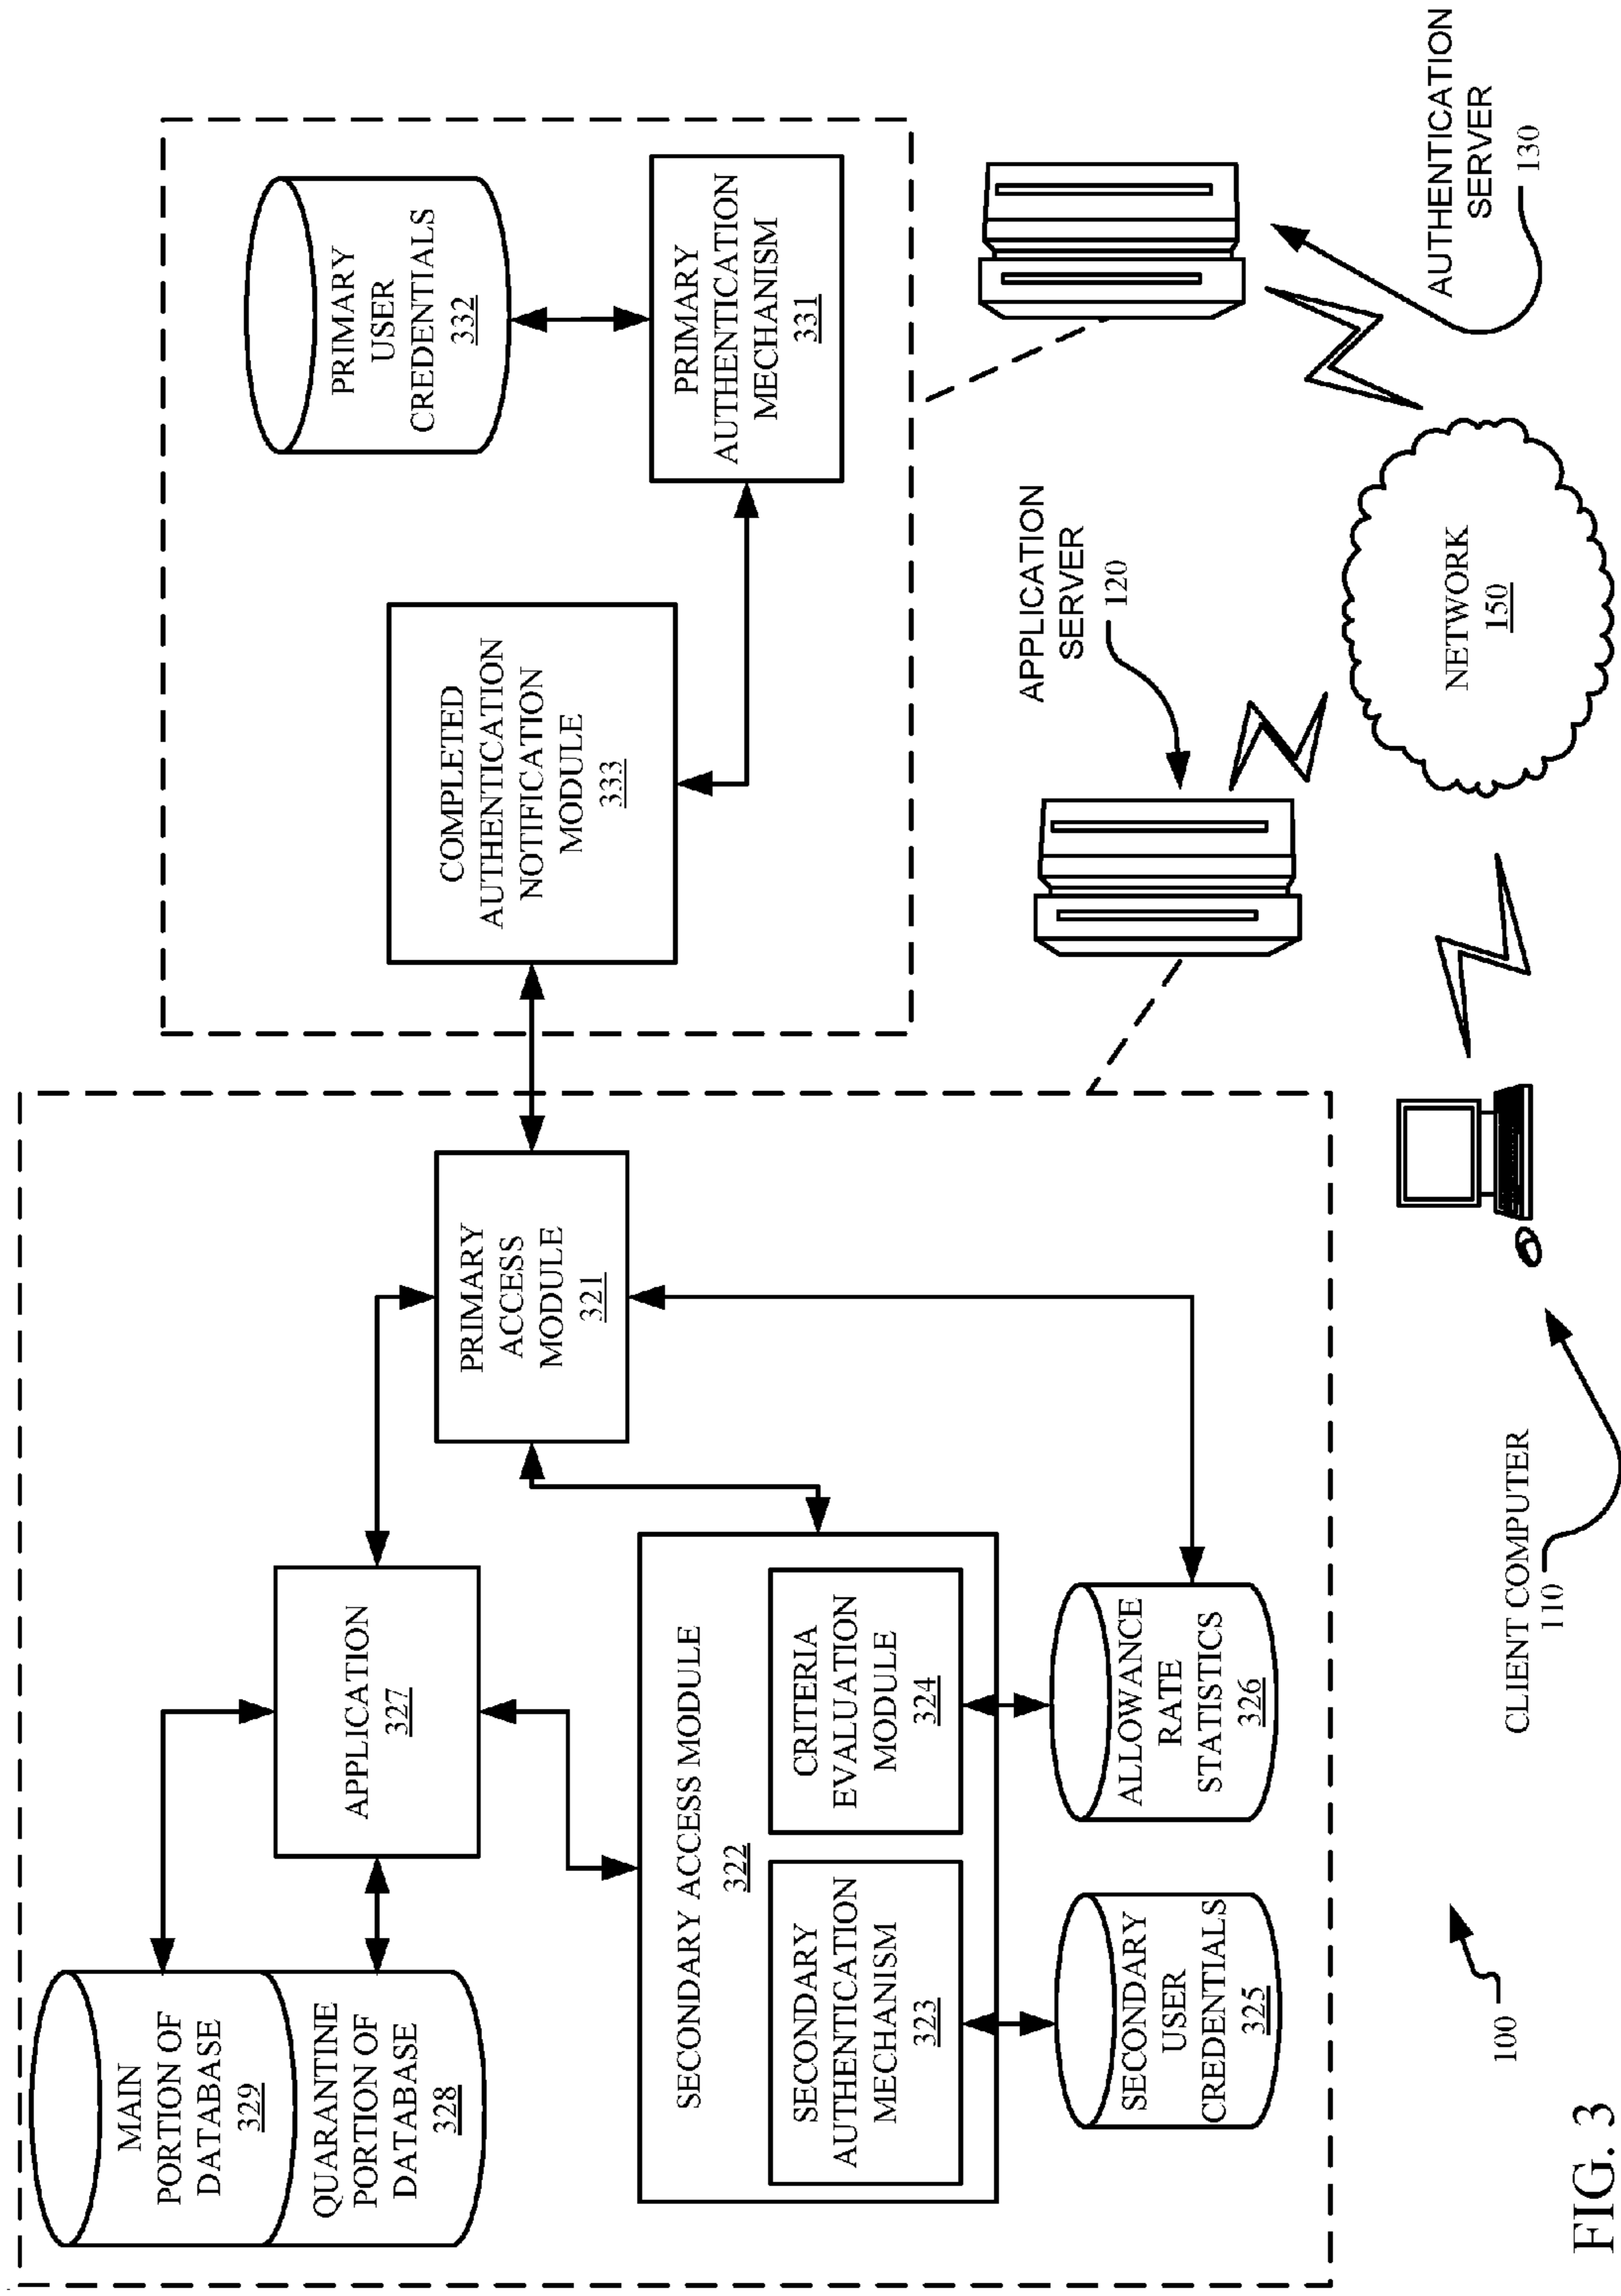 MAIN
PORTION OF
DATABASE
329
QUARANTINE
PORTION OF
DATABASE
328
APPLICATION
327
PRIMARY
ACCESS
MODULE
321
SECONDARY ACCESS MODULE
322
SECONDARY
AUTHENTICATION
MECHANISM
323
CRITERIA
EVALUATION
MODULE
324
SECONDARY
USER
CREDENTIALS
325
ALLOWANCE
RATE
STATISTICS
326
COMPLETED
AUTHENTICATION
NOTIFICATION
MODULE
333
PRIMARY
USER
CREDENTIALS
332
PRIMARY
AUTHENTICATION
MECHANISM
331
APPLICATION
SERVER
120
AUTHENTICATION
SERVER
130
NETWORK
150
CLIENT COMPUTER
110
100
FIG. 3